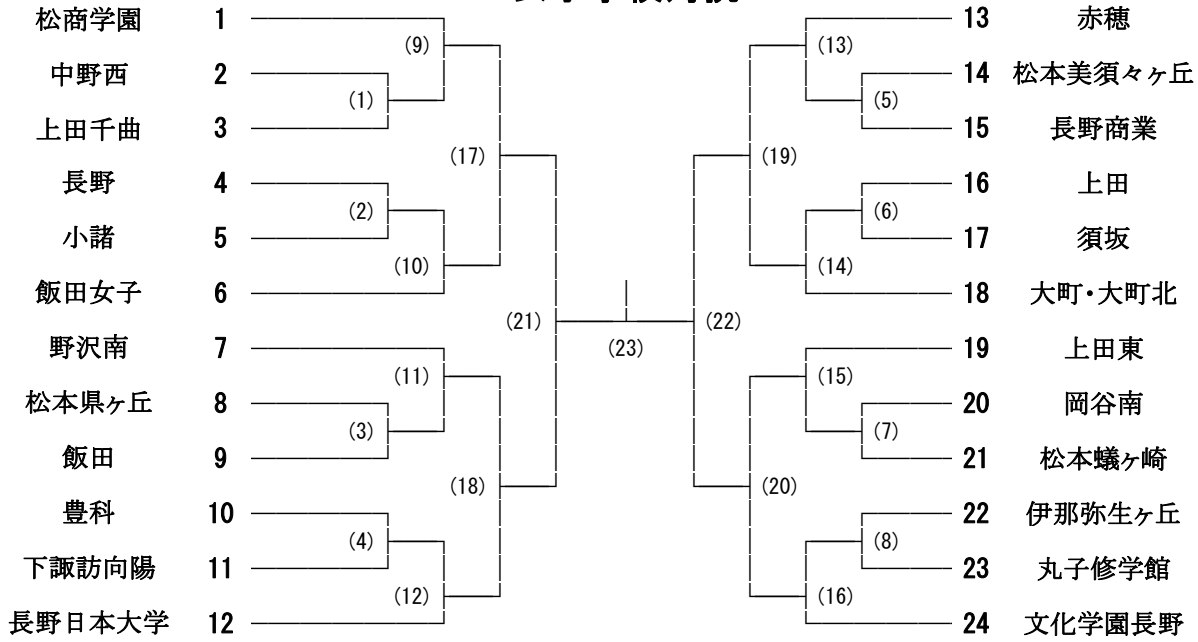 松商学園 1
中野西 2
上田千曲 3
長野 4
小諸 5
飯田女子 6
野沢南 7
松本県ヶ丘 8
飯田 9
豊科 10
下諏訪向陽 11
長野日本大学 12
(9)
(1)
(17)
(2)
(10)
(21)
(11)
(3)
(18)
(4)
(12)
(23)
(13)
(5)
(19)
(6)
(14)
(22)
(15)
(7)
(20)
(8)
(16)
13 赤穂
14 松本美須々ヶ丘
15 長野商業
16 上田
17 須坂
18 大町・大町北
19 上田東
20 岡谷南
21 松本蟻ヶ崎
22 伊那弥生ヶ丘
23 丸子修学館
24 文化学園長野